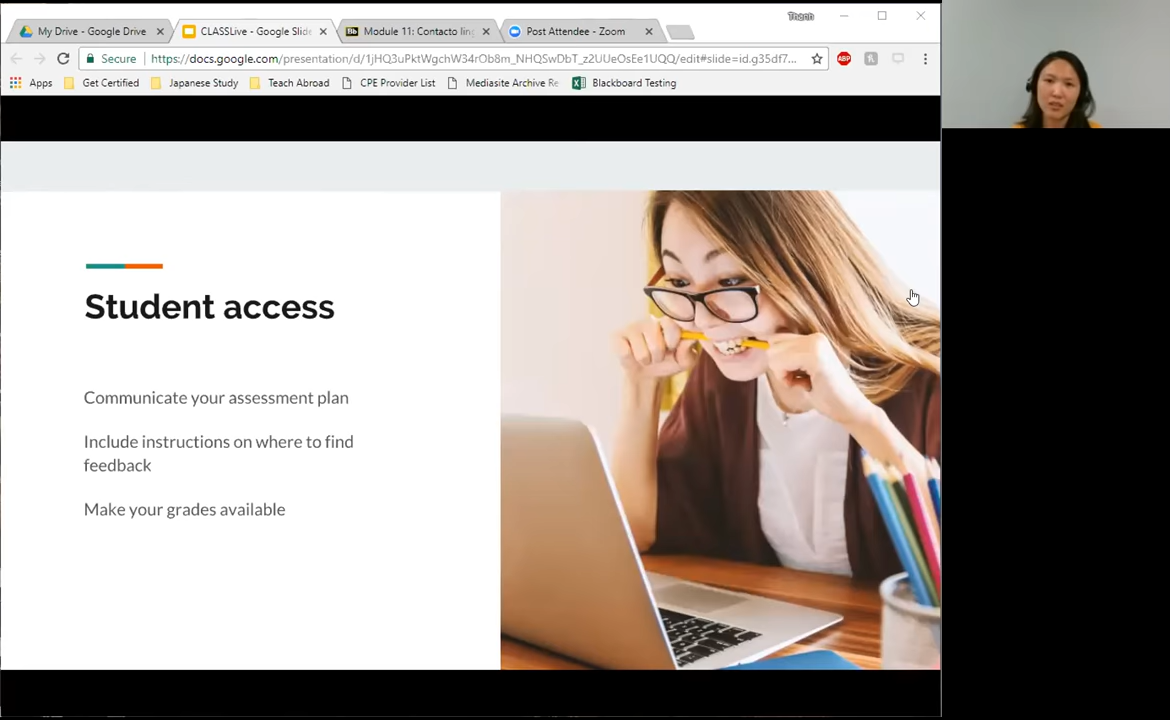 Thanh
My Drive - Google Drive
CLASSLive - Google Slide
Module 11: Contacto lin
Post Attendee - Zoom
Secure
https://docs.google.com/presentation/d/1jHQ3uPktWgchW34rOb8m_NHQSwDbT_z2UUeOsEe1UQQ/edit#slide=id.g35df7...
ABP
Apps
Get Certified
Japanese Study
Teach Abroad
CPE Provider List
Mediasite Archive Re
Blackboard Testing
Student access
Communicate your assessment plan
Include instructions on where to find
feedback
Make your grades available